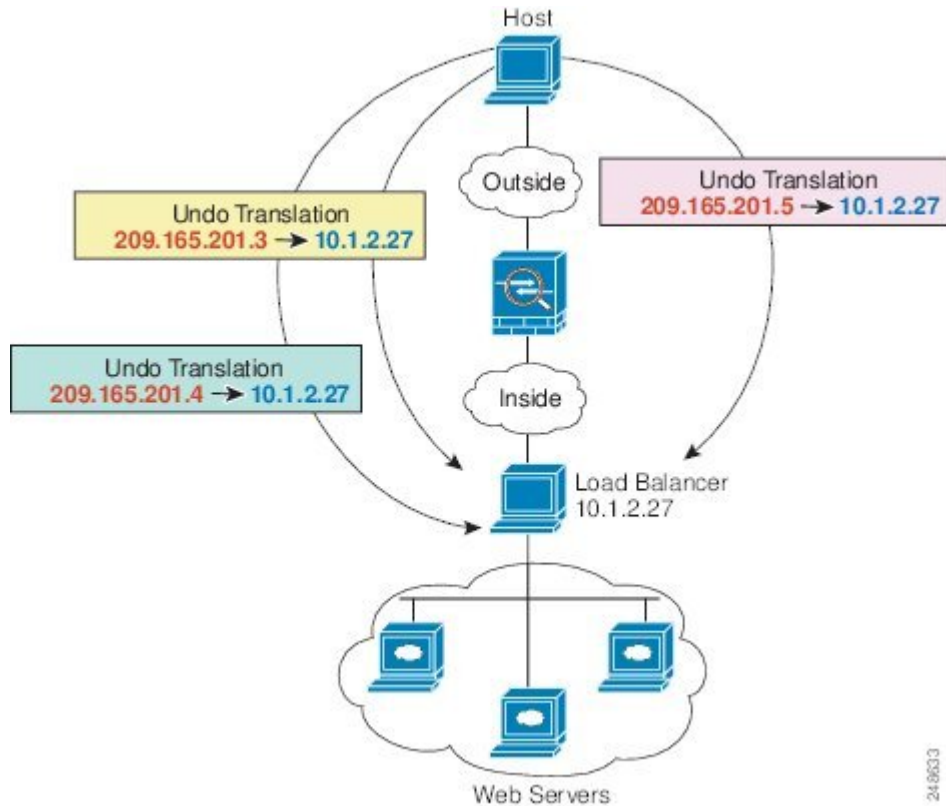 Host
Outside
Undo Translation
209.165.201.3 → 10.1.2.27
Undo Translation
209.165.201.5 → 10.1.2.27
Undo Translation
209.165.201.4 → 10.1.2.27
Inside
Load Balancer
10.1.2.27
Web Servers
248633